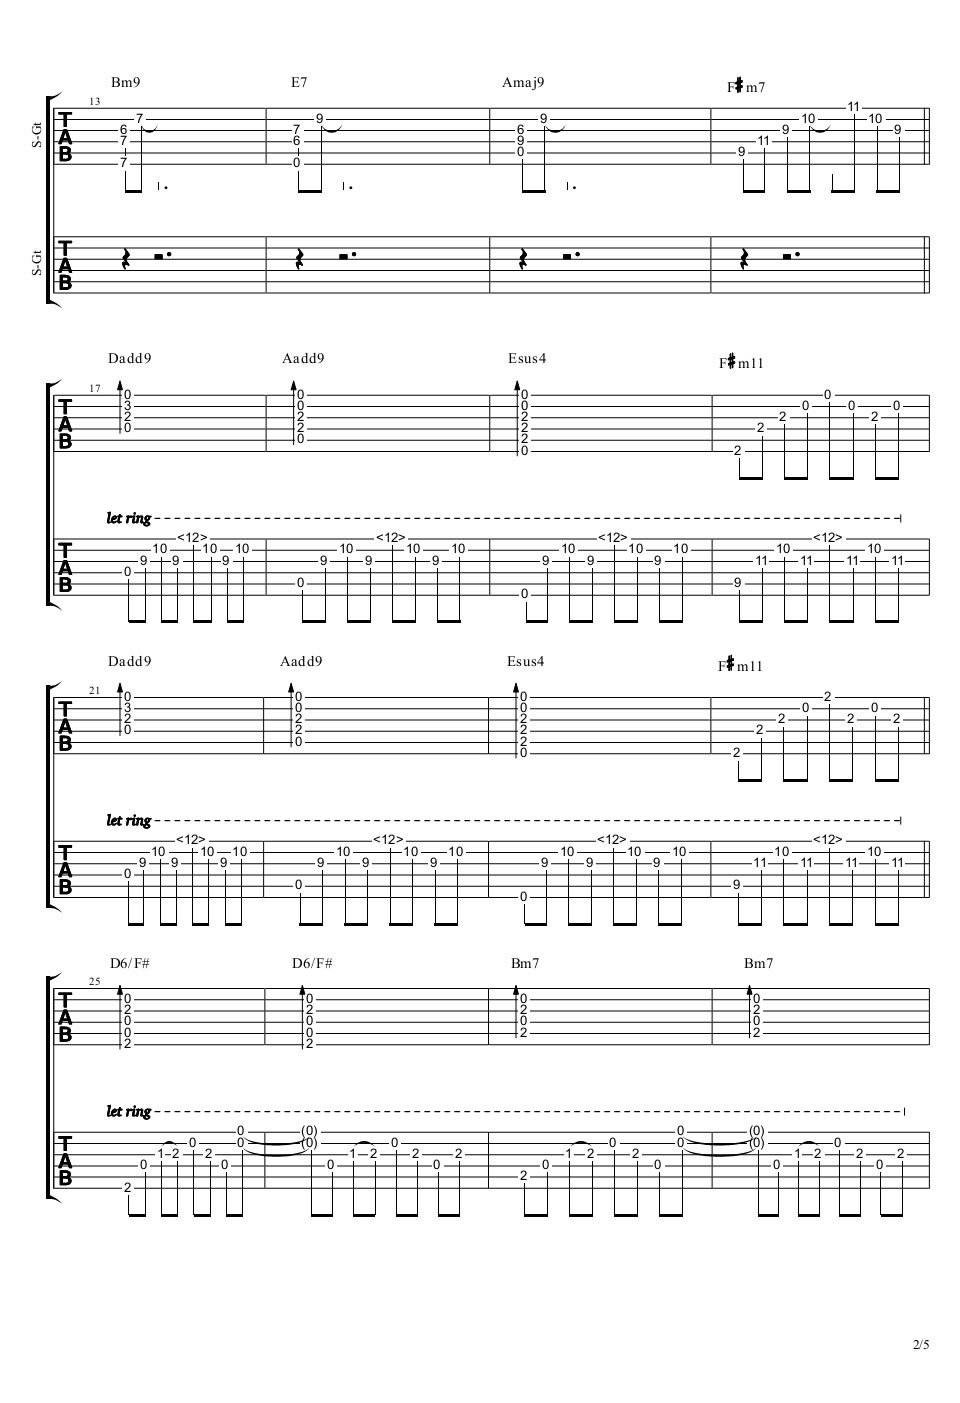 Bm9 E7 Amaj9 F♯m7
13
S-Gt
T
A
B
7 9 9 11
10 10
6 7 6 9 9
7 6 9 11
0 9
7 0
S-Gt
T
A
B
Dadd9 Aadd9 Esus4 F♯m11
17
T
A
B
0 0 0 0
3 0 0 0 0 0
2 2 2 2 2
0 2 2 2
0 2
0 2
let ring
T
A
B
<12> <12> <12> <12>
10 10 10 10 10 10 10 10 10 10 10
9 9 9 9 9 9 9 9 9 11 11 11 11
0
0 9
0
Dadd9 Aadd9 Esus4 F♯m11
21
T
A
B
0 0 0 2
3 0 0 0 0
2 2 2 2 2 2
0 2 2 2
0 2
0 2
let ring
T
A
B
<12> <12> <12> <12>
10 10 10 10 10 10 10 10 10 10 10
9 9 9 9 9 9 9 9 9 11 11 11 11
0
0 9
0
D6/F# D6/F# Bm7 Bm7
25
T
A
B
0 0 0 0
2 2 2 2
0 0 0 0
0 0 2 2
2 2
let ring
T
A
B
0 (0) 0 (0)
0 0 (0) 0 0 0 (0) 0
1 2 2 1 2 2 2 1 2 2 1 2 2 2
0 0 0 0 0 0 0 0
2
2
2/5